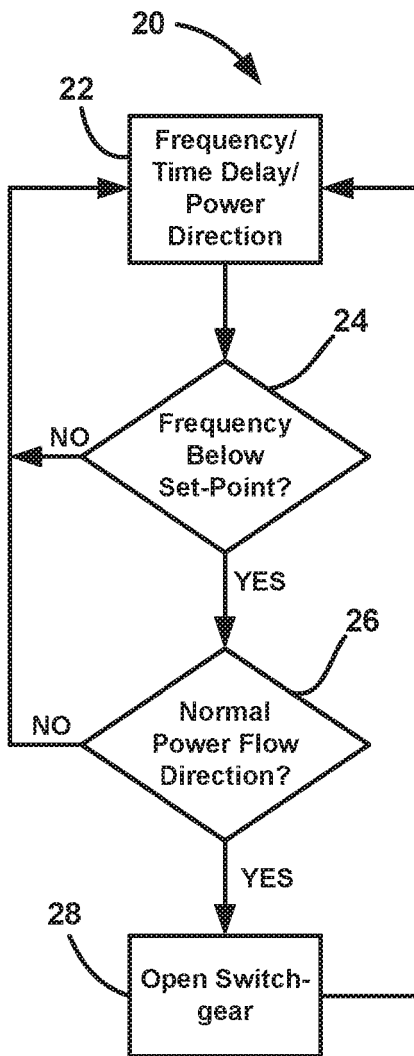 20
22
Frequency/
Time Delay/
Power
Direction
24
Frequency
Below
Set-Point?
NO
YES
26
Normal
Power Flow
Direction?
NO
YES
28
Open Switch-
gear